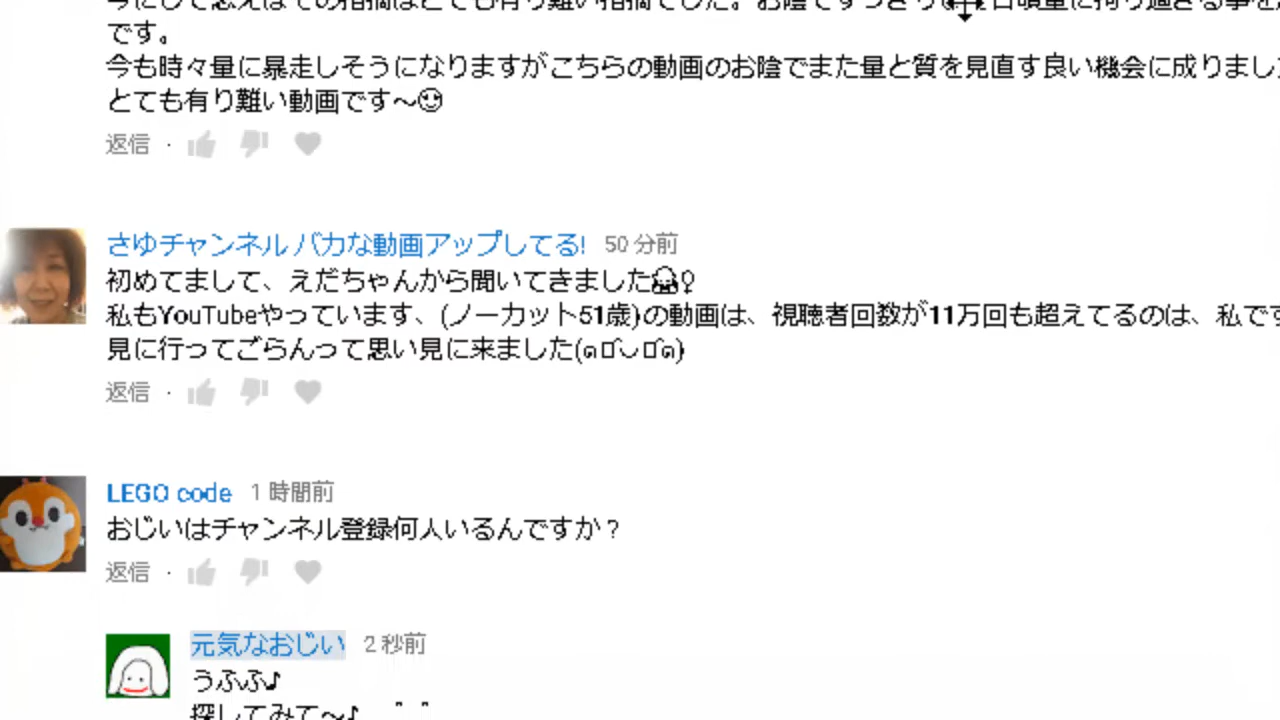 です。
今も時々量に暴走しそうになりますがこちらの動画のお陰でまた量と質を見直す良い機会に成りまし
とても有り難い動画です〜☺
返信 ·
さゆチャンネル バカな動画アップしてる! 50 分前
初めてまして、えだちゃんから聞いてきました🙇♀
私もYouTubeやっています、(ノーカット51歳)の動画は、視聴者回数が11万回も超えてるのは、私です
見に行ってごらんって思い見に来ました
返信 ·
LEGO code 1 時間前
おじいはチャンネル登録何人いるんですか？
返信 ·
元気なおじい 2 秒前
うふふ♪
探してみて〜♪ ^ ^